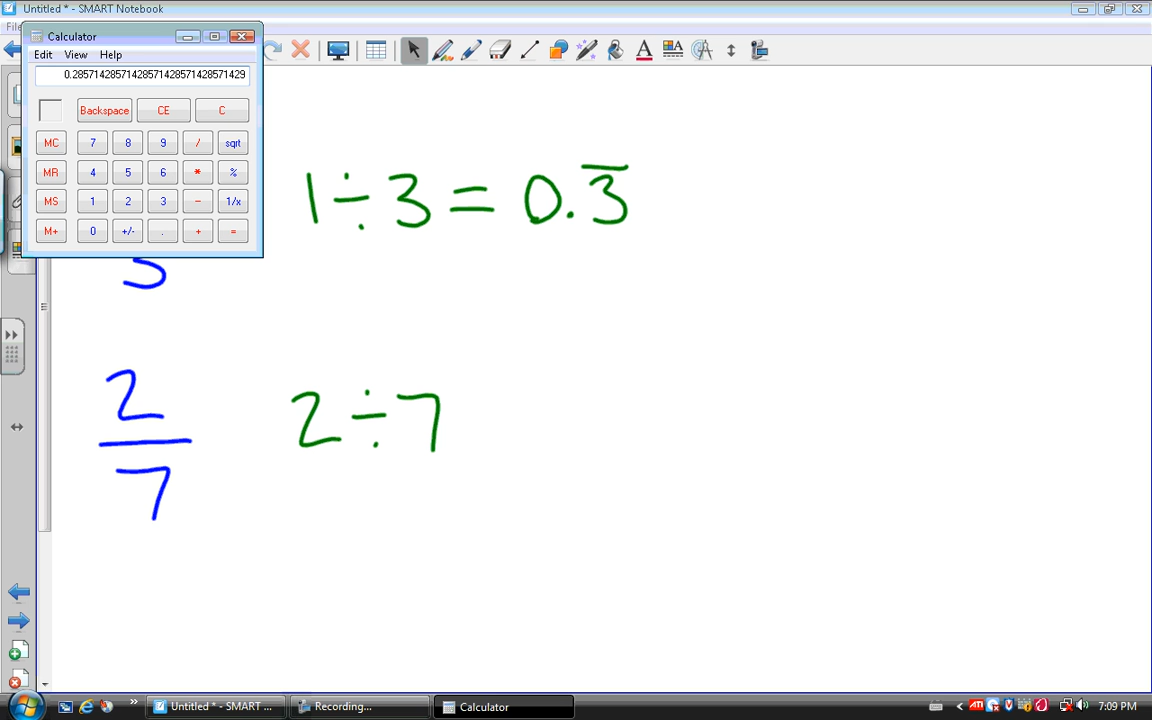 Untitled * - SMART Notebook
File
Calculator
Edit View Help
0.28571428571428571428571428571429
Backspace CE C
MC 7 8 9 / sqrt
MR 4 5 6 * %
MS 1 2 3 - 1/x
M+ 0 +/- . + =
1 ÷ 3 = 0.3̅
3
2
7
2 ÷ 7
A
Untitled * - SMART ...
Recording...
Calculator
7:09 PM